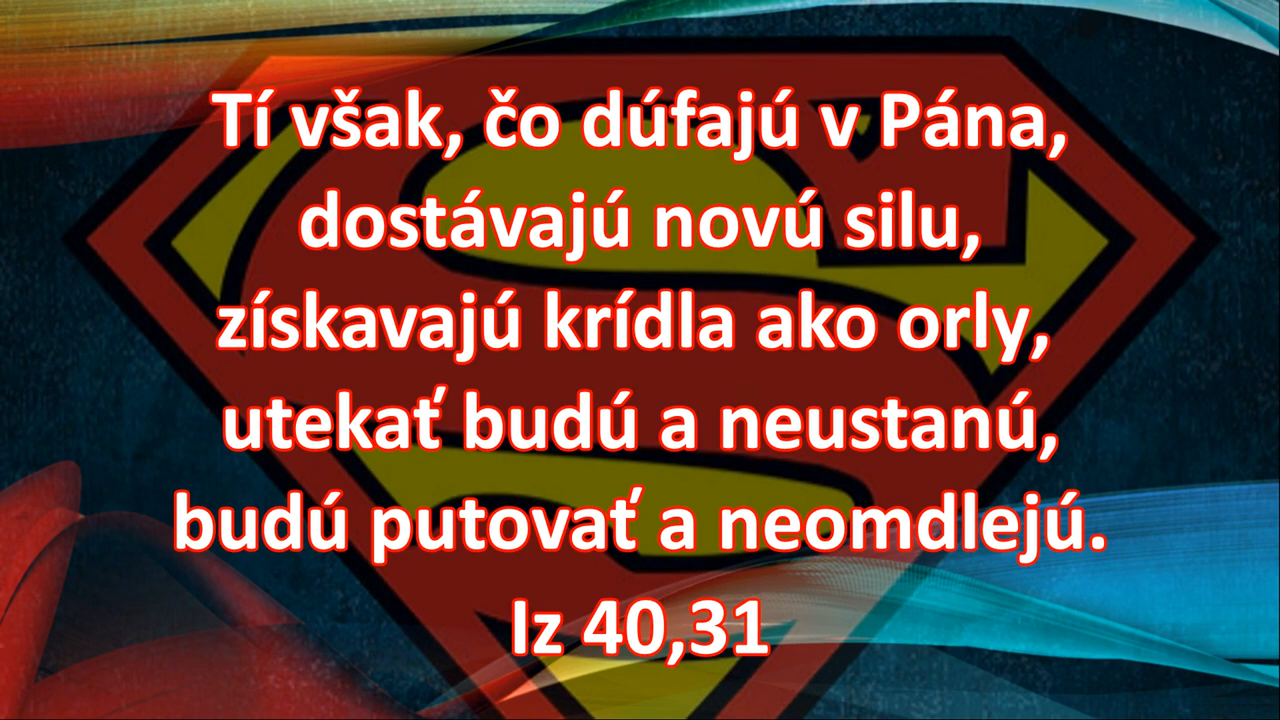 Tí však, čo dúfajú v Pána,
dostávajú novú silu,
získavajú krídla ako orly,
utekať budú a neustanú,
budú putovať a neomdlejú.
Iz 40,31